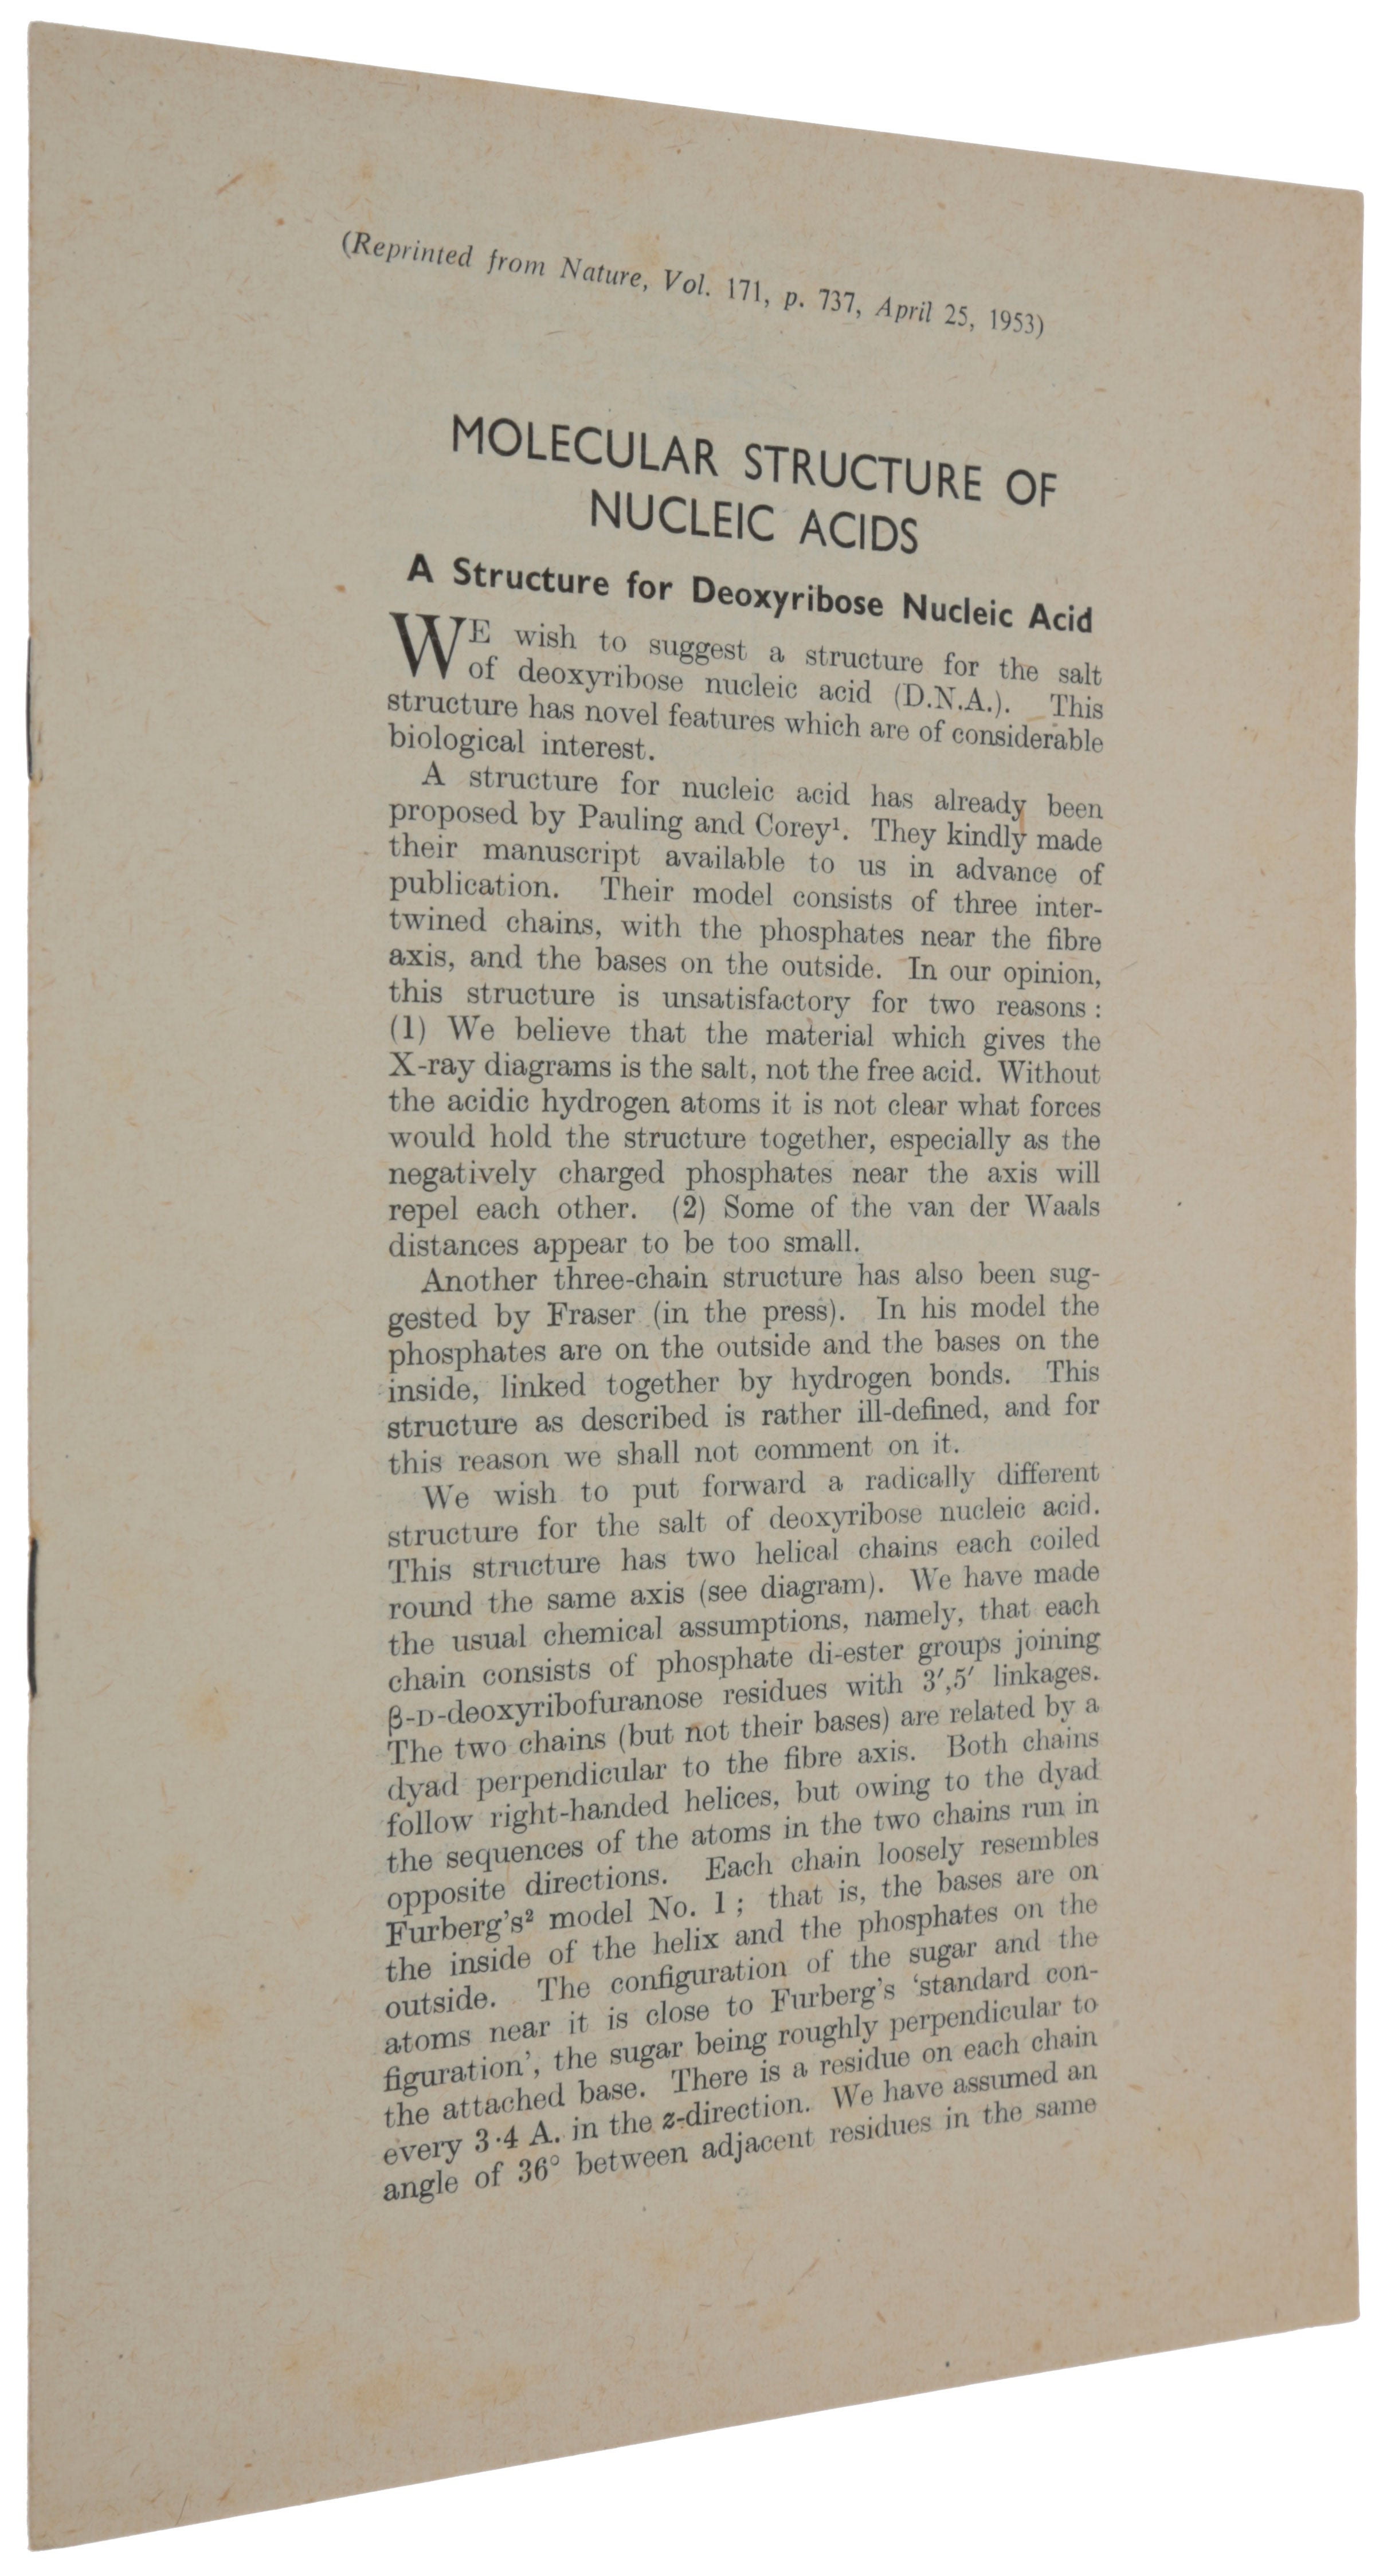 (Reprinted from Nature, Vol. 171, p. 737, April 25, 1953)
MOLECULAR STRUCTURE OF
NUCLEIC ACIDS
A Structure for Deoxyribose Nucleic Acid
WE wish to suggest a structure for the salt
of deoxyribose nucleic acid (D.N.A.). This
structure has novel features which are of considerable
biological interest.
A structure for nucleic acid has already been
proposed by Pauling and Corey¹. They kindly made
their manuscript available to us in advance of
publication. Their model consists of three inter-
twined chains, with the phosphates near the fibre
axis, and the bases on the outside. In our opinion,
this structure is unsatisfactory for two reasons :
(1) We believe that the material which gives the
X-ray diagrams is the salt, not the free acid. Without
the acidic hydrogen atoms it is not clear what forces
would hold the structure together, especially as the
negatively charged phosphates near the axis will
repel each other. (2) Some of the van der Waals
distances appear to be too small.
Another three-chain structure has also been sug-
gested by Fraser (in the press). In his model the
phosphates are on the outside and the bases on the
inside, linked together by hydrogen bonds. This
structure as described is rather ill-defined, and for
this reason we shall not comment on it.
We wish to put forward a radically different
structure for the salt of deoxyribose nucleic acid.
This structure has two helical chains each coiled
round the same axis (see diagram). We have made
the usual chemical assumptions, namely, that each
chain consists of phosphate di-ester groups joining
β-D-deoxyribofuranose residues with 3′,5′ linkages.
The two chains (but not their bases) are related by a
dyad perpendicular to the fibre axis. Both chains
follow right-handed helices, but owing to the dyad
the sequences of the atoms in the two chains run in
opposite directions. Each chain loosely resembles
Furberg's² model No. 1 ; that is, the bases are on
the inside of the helix and the phosphates on the
outside. The configuration of the sugar and the
atoms near it is close to Furberg's 'standard con-
figuration', the sugar being roughly perpendicular to
the attached base. There is a residue on each chain
every 3·4 A. in the z-direction. We have assumed an
angle of 36° between adjacent residues in the same